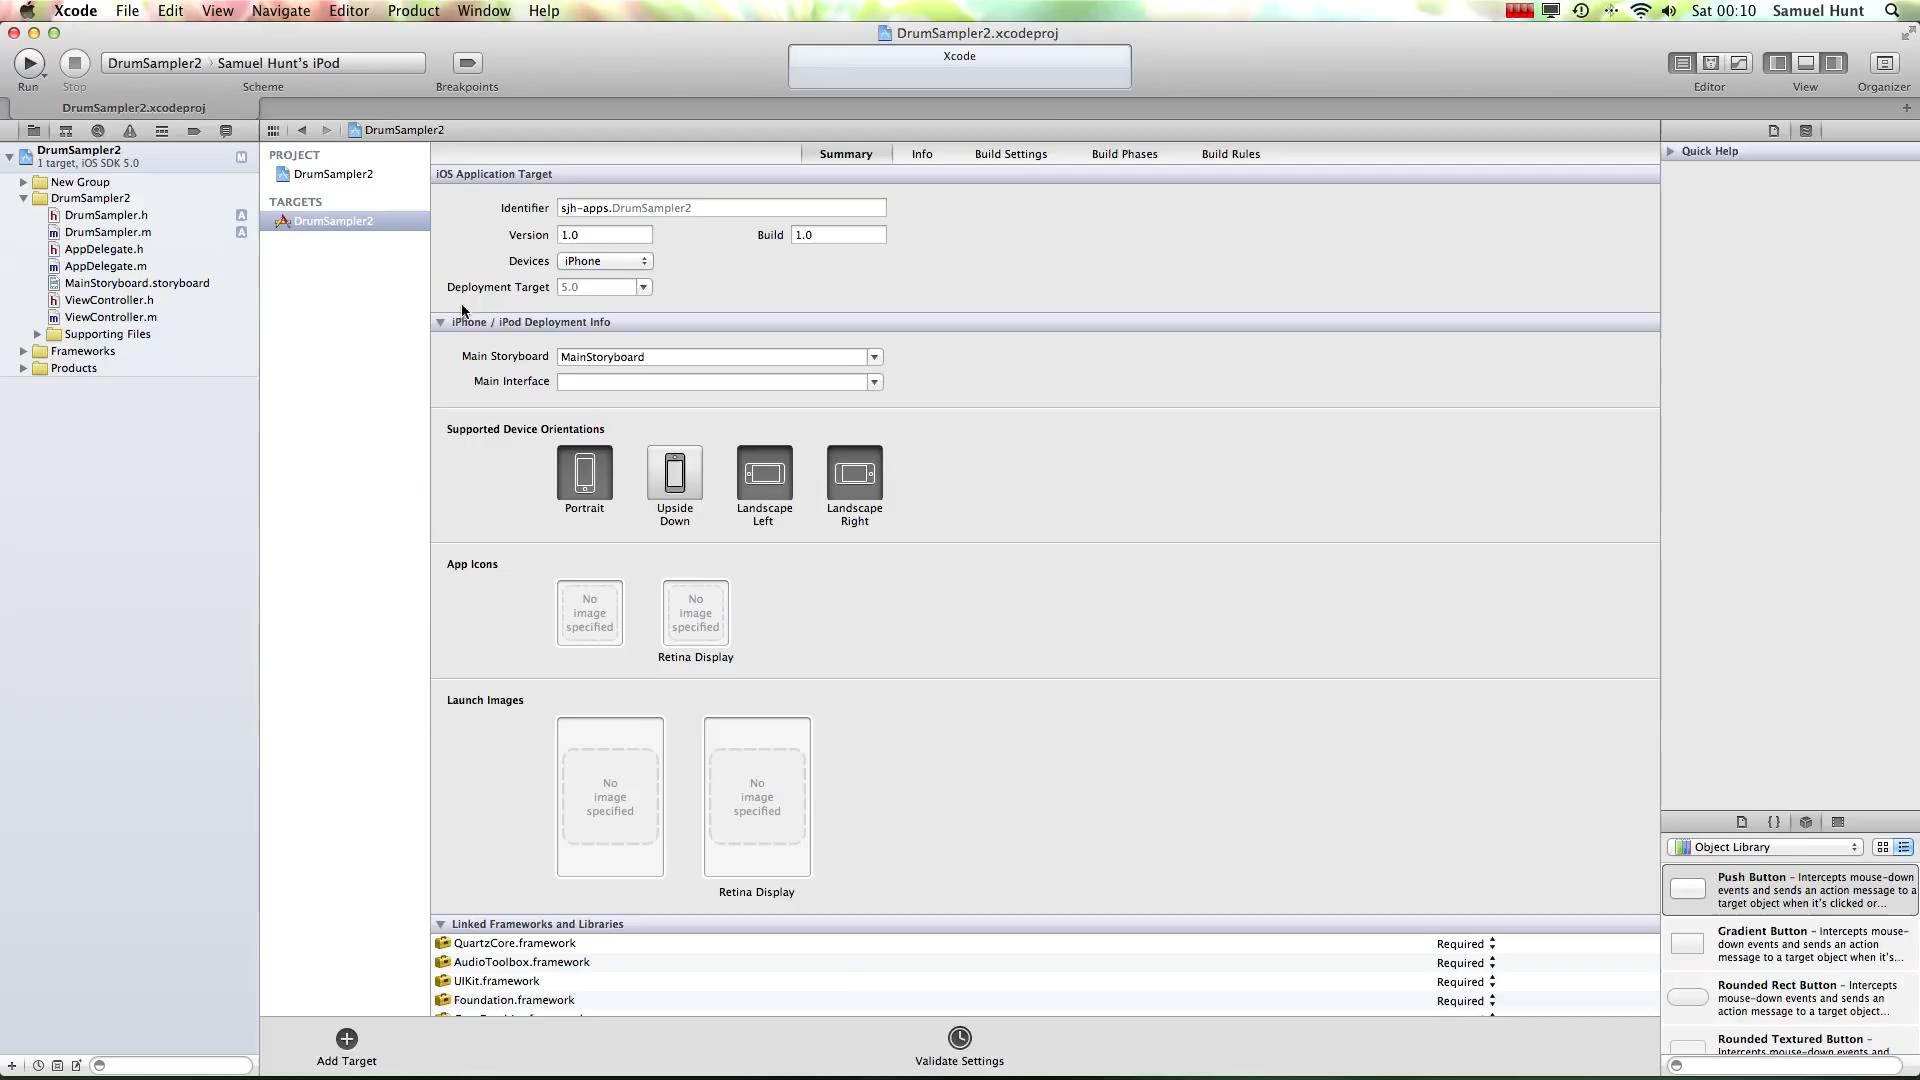 Xcode File Edit View Navigate Editor Product Window Help Sat 00:10 Samuel Hunt
DrumSampler2.xcodeproj
DrumSampler2 Samuel Hunt's iPod
Xcode
Run Stop Scheme Breakpoints Editor View Organizer
DrumSampler2.xcodeproj
DrumSampler2
DrumSampler2
1 target, iOS SDK 5.0
M
New Group
DrumSampler2
DrumSampler.h
A
DrumSampler.m
A
AppDelegate.h
AppDelegate.m
MainStoryboard.storyboard
ViewController.h
ViewController.m
Supporting Files
Frameworks
Products
PROJECT
DrumSampler2
TARGETS
DrumSampler2
Summary Info Build Settings Build Phases Build Rules
iOS Application Target
Identifier sjh-apps.DrumSampler2
Version 1.0 Build 1.0
Devices iPhone
Deployment Target 5.0
iPhone / iPod Deployment Info
Main Storyboard MainStoryboard
Main Interface
Supported Device Orientations
Portrait
Upside
Down
Landscape
Left
Landscape
Right
App Icons
No
image
specified
No
image
specified
Retina Display
Launch Images
No
image
specified
No
image
specified
Retina Display
Linked Frameworks and Libraries
QuartzCore.framework Required
AudioToolbox.framework Required
UIKit.framework Required
Foundation.framework Required
Add Target
Validate Settings
Quick Help
Object Library
Push Button - Intercepts mouse-down
events and sends an action message to a
target object when it's clicked or...
Gradient Button - Intercepts mouse-
down events and sends an action
message to a target object when it's...
Rounded Rect Button - Intercepts
mouse-down events and sends an
action message to a target object...
Rounded Textured Button -
Intercepts mouse-down events and